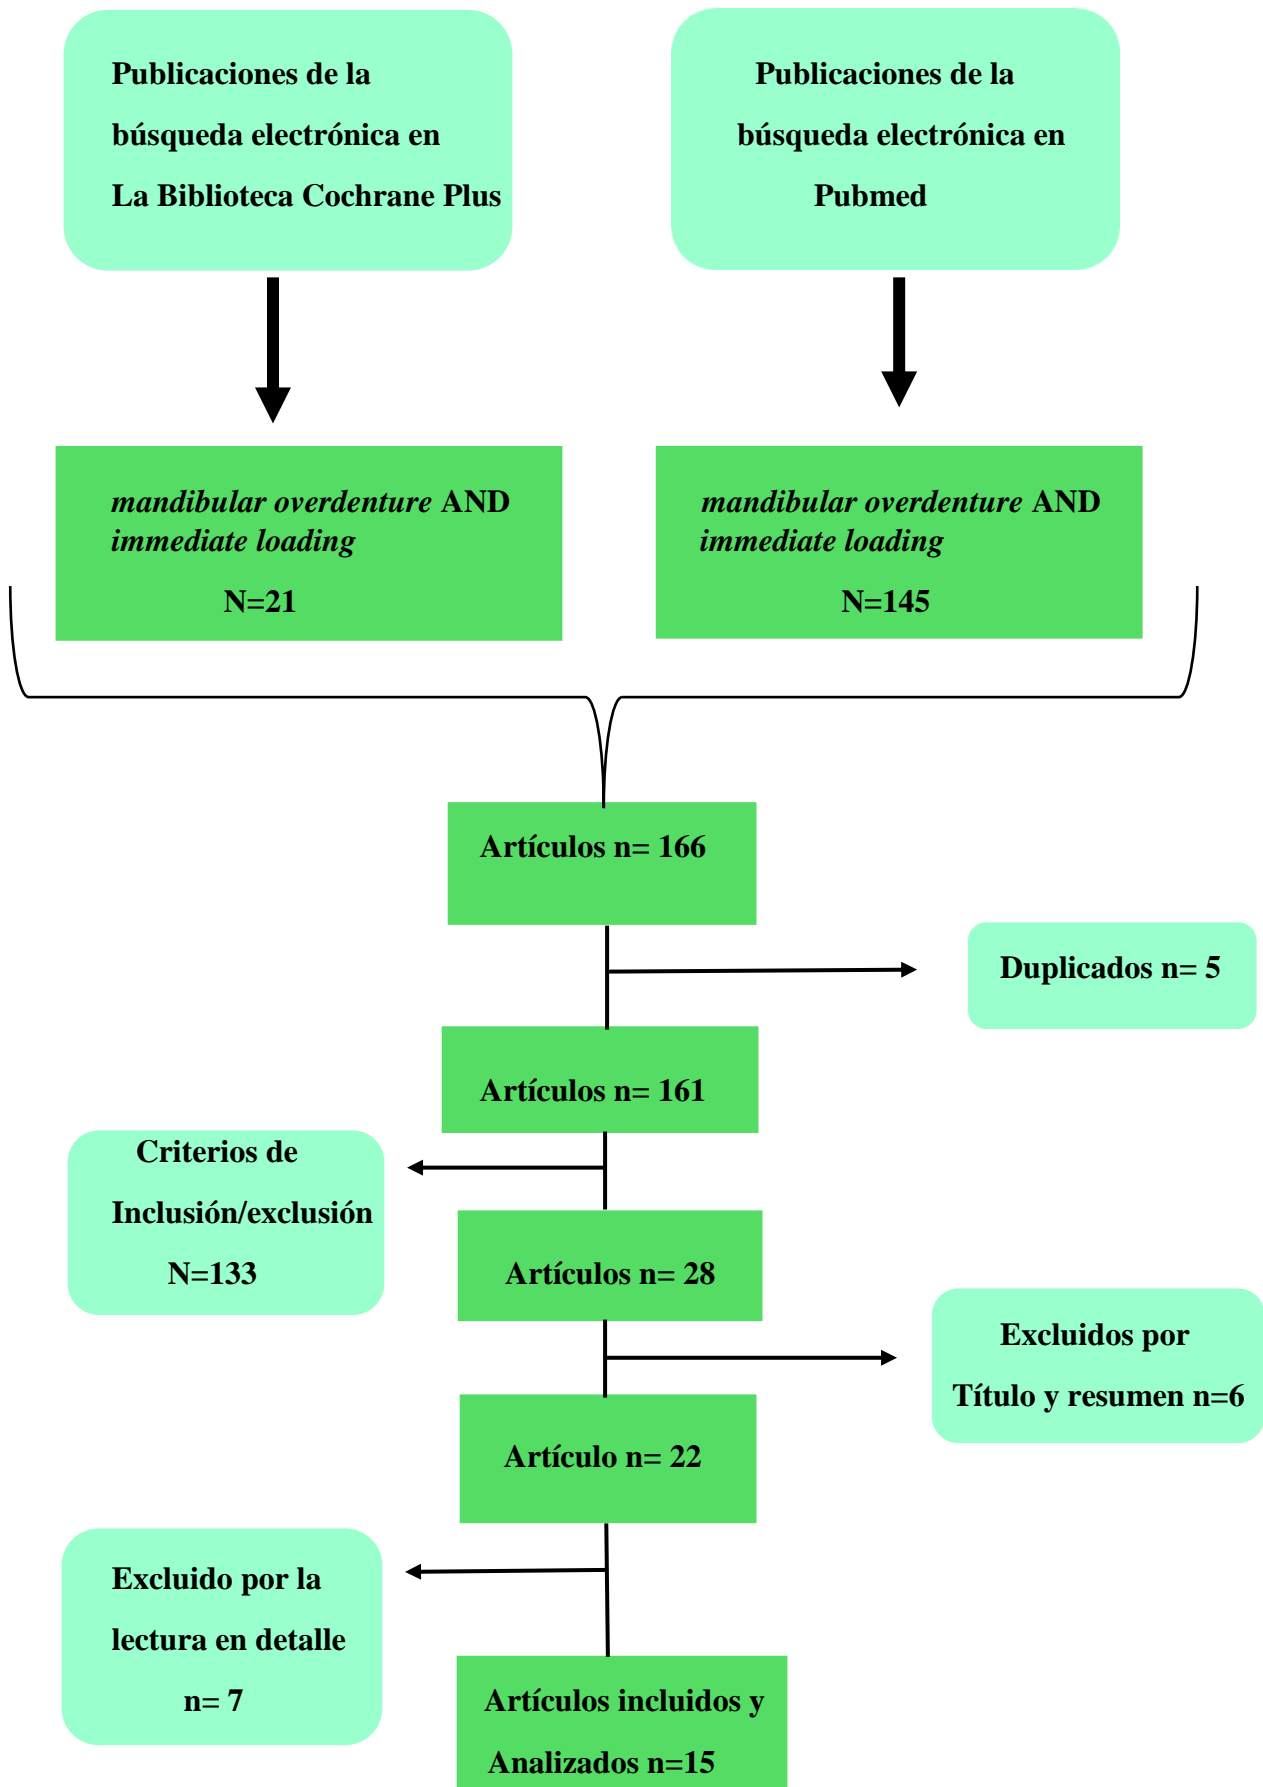 Publicaciones de la
búsqueda electrónica en
La Biblioteca Cochrane Plus
Publicaciones de la
búsqueda electrónica en
Pubmed
mandibular overdenture AND
immediate loading
N=21
mandibular overdenture AND
immediate loading
N=145
Artículos n= 166
Duplicados n= 5
Artículos n= 161
Criterios de
Inclusión/exclusión
N=133
Artículos n= 28
Excluidos por
Título y resumen n=6
Artículo n= 22
Excluido por la
lectura en detalle
n= 7
Artículos incluidos y
Analizados n=15